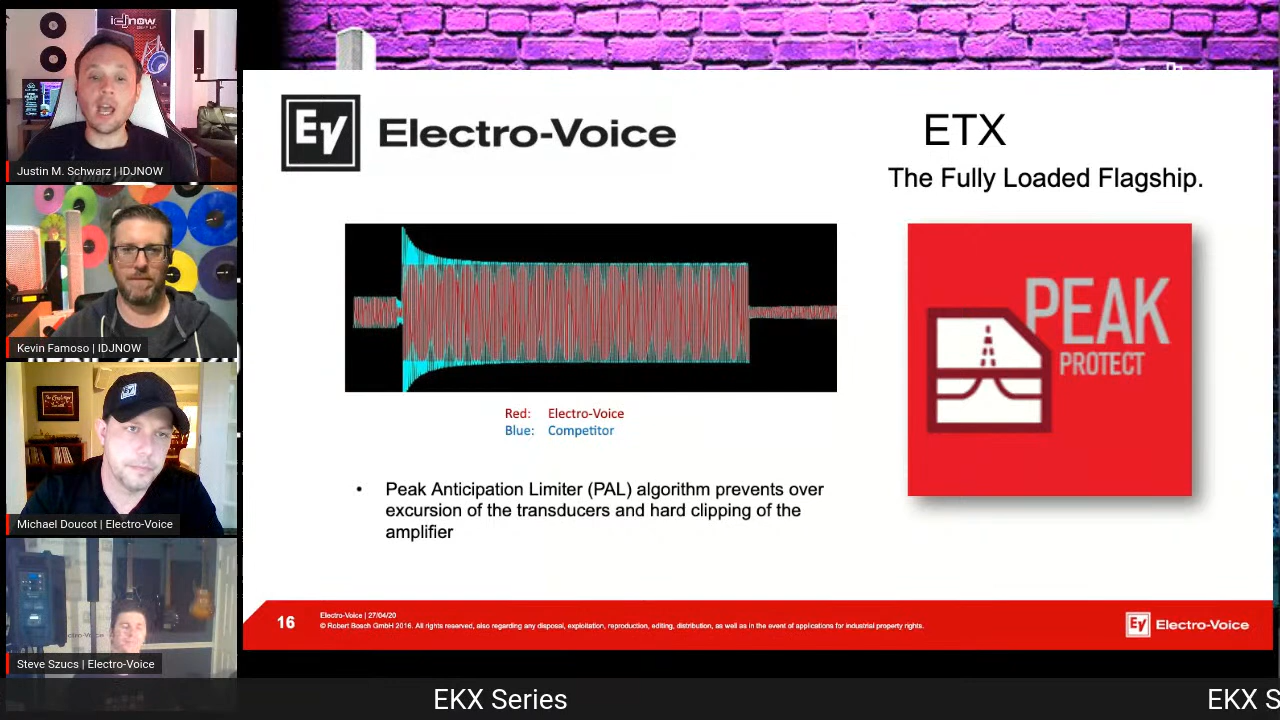 idjnow
Justin M. Schwarz | IDJNOW
Kevin Famoso | IDJNOW
EV
Michael Doucot | Electro-Voice
Steve Szucs | Electro-Voice
EV Electro-Voice
ETX
The Fully Loaded Flagship.
PEAK
PROTECT
Red: Electro-Voice
Blue: Competitor
• Peak Anticipation Limiter (PAL) algorithm prevents over
excursion of the transducers and hard clipping of the
amplifier
16
Electro-Voice | 27/04/20
© Robert Bosch GmbH 2016. All rights reserved, also regarding any disposal, exploitation, reproduction, editing, distribution, as well as in the event of applications for industrial property rights.
EV Electro-Voice
EKX Series
EKX S